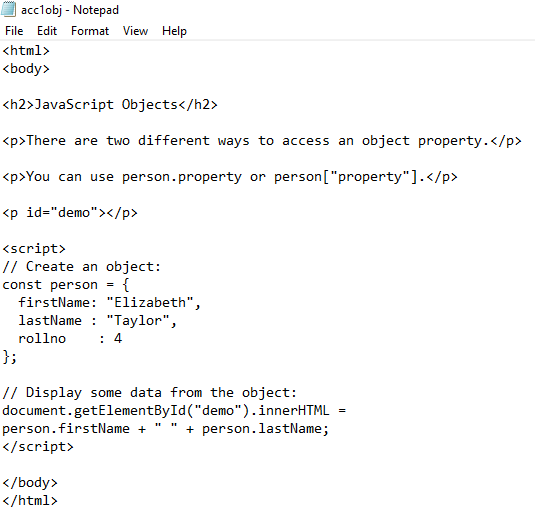 acc1obj - Notepad
File Edit Format View Help
<html>
<body>

<h2>JavaScript Objects</h2>

<p>There are two different ways to access an object property.</p>

<p>You can use person.property or person["property"].</p>

<p id="demo"></p>

<script>
// Create an object:
const person = {
  firstName: "Elizabeth",
  lastName : "Taylor",
  rollno    : 4
};

// Display some data from the object:
document.getElementById("demo").innerHTML =
person.firstName + " " + person.lastName;
</script>

</body>
</html>